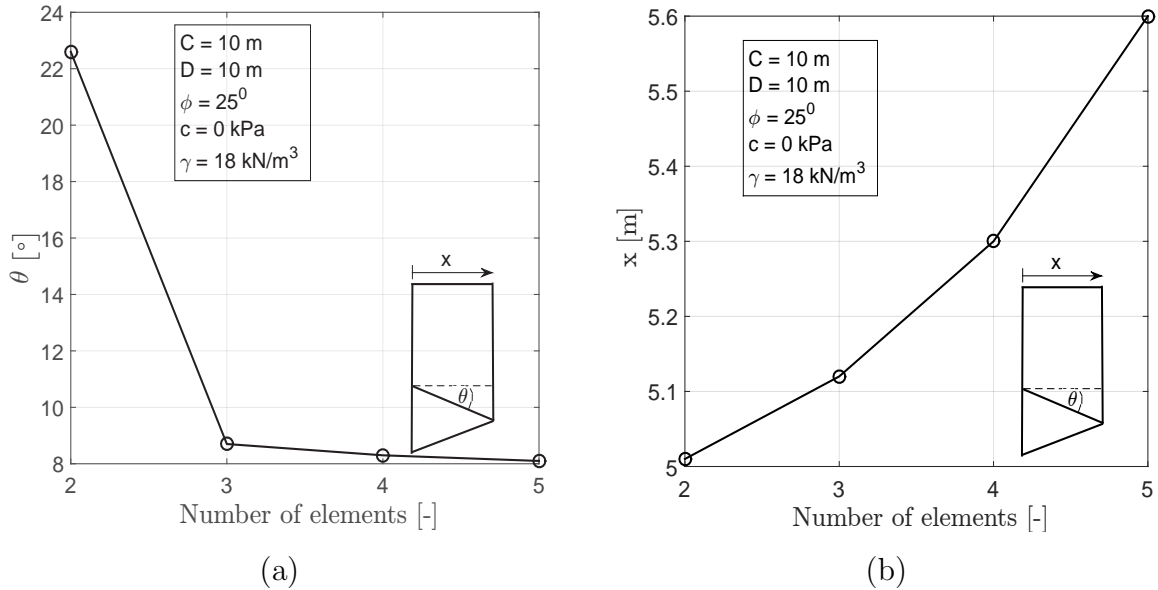 24
22
20
18
16
14
12
10
8
θ [°]
C = 10 m
D = 10 m
ϕ = 25⁰
c = 0 kPa
γ = 18 kN/m³
x
θ
2 3 4 5
Number of elements [-]
(a)
5.6
5.5
5.4
5.3
5.2
5.1
5
x [m]
C = 10 m
D = 10 m
ϕ = 25⁰
c = 0 kPa
γ = 18 kN/m³
x
θ
2 3 4 5
Number of elements [-]
(b)